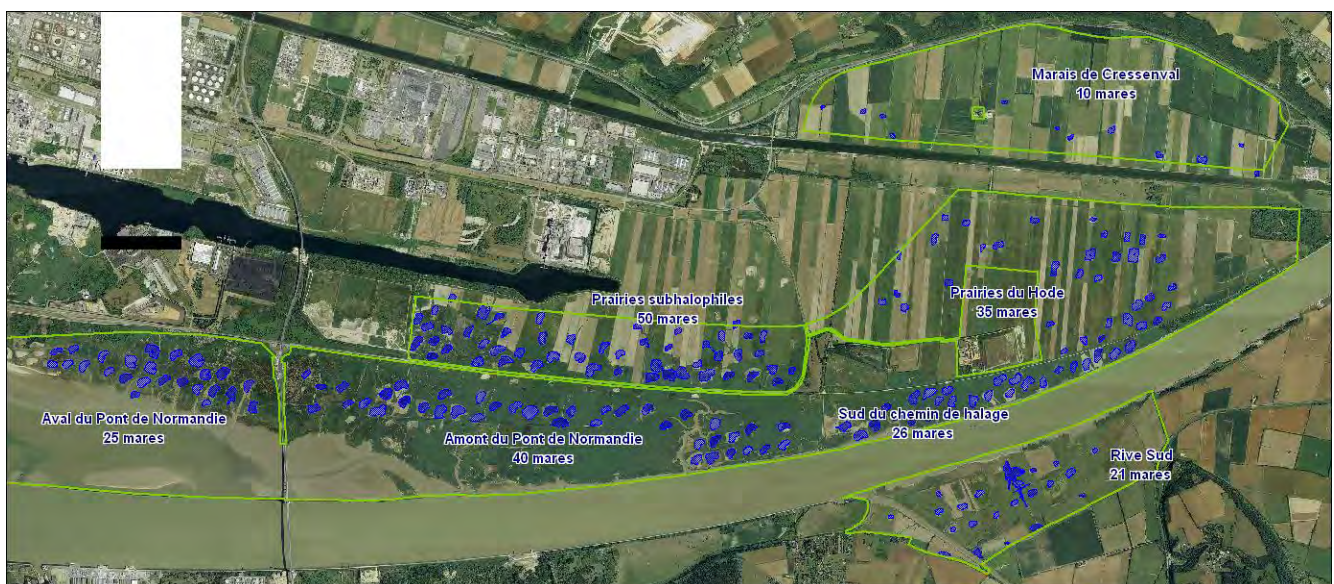 Marais de Cressenval
10 mares
Prairies subhalophiles
50 mares
Prairies du Hode
35 mares
Aval du Pont de Normandie
25 mares
Amont du Pont de Normandie
40 mares
Sud du chemin de halage
26 mares
Rive Sud
21 mares